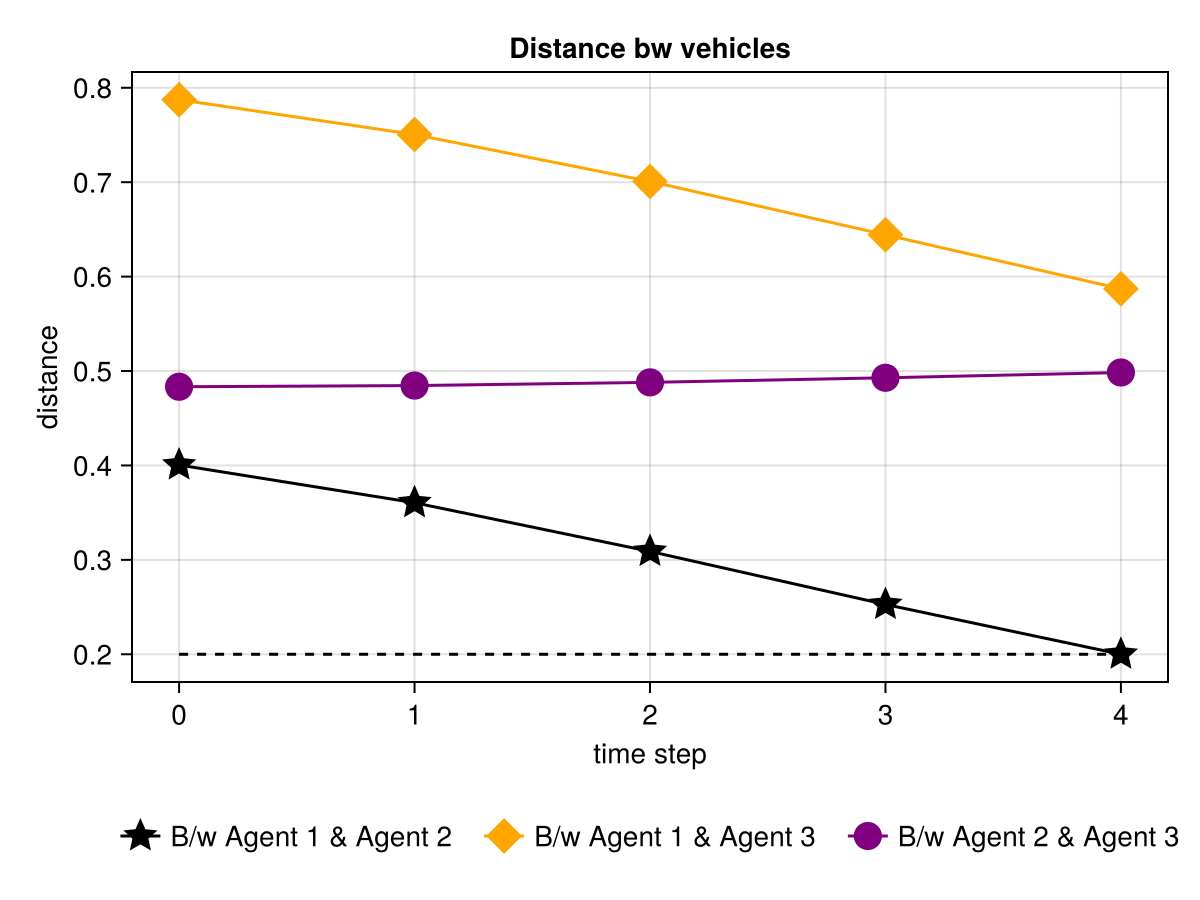 Distance bw vehicles
0.8
0.7
0.6
0.5
0.4
0.3
0.2
distance
0 1 2 3 4
time step
B/w Agent 1 & Agent 2 B/w Agent 1 & Agent 3 B/w Agent 2 & Agent 3